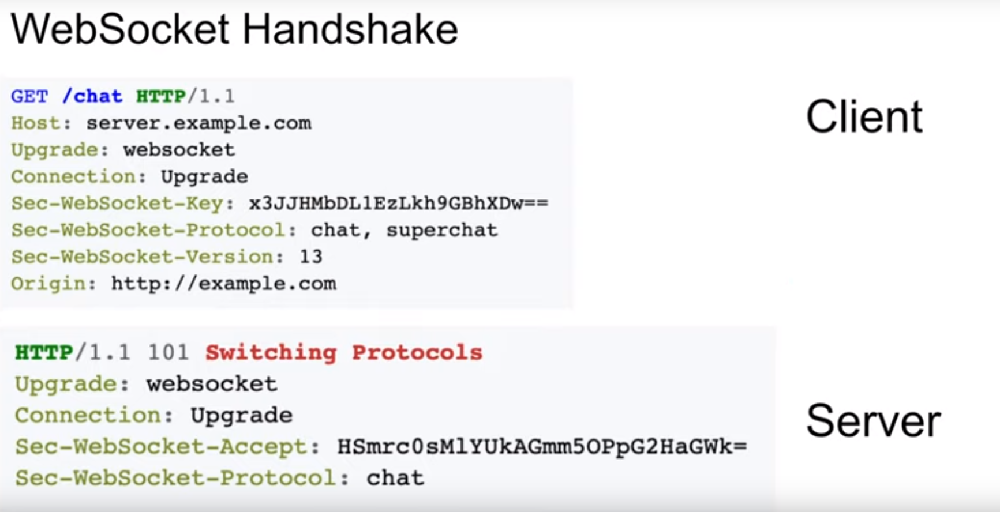 WebSocket Handshake
GET /chat HTTP/1.1
Host: server.example.com
Upgrade: websocket
Connection: Upgrade
Sec-WebSocket-Key: x3JJHMbDL1EzLkh9GBhXDw==
Sec-WebSocket-Protocol: chat, superchat
Sec-WebSocket-Version: 13
Origin: http://example.com
Client
HTTP/1.1 101 Switching Protocols
Upgrade: websocket
Connection: Upgrade
Sec-WebSocket-Accept: HSmrc0sMlYUkAGmm5OPpG2HaGWk=
Sec-WebSocket-Protocol: chat
Server